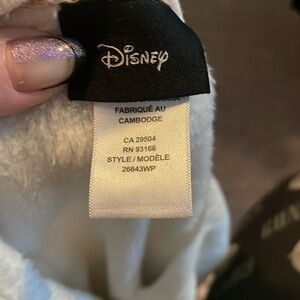 Disney
FABRIQUÉ AU
CAMBODGE
CA 29504
RN 93166
STYLE / MODÈLE
26643WP